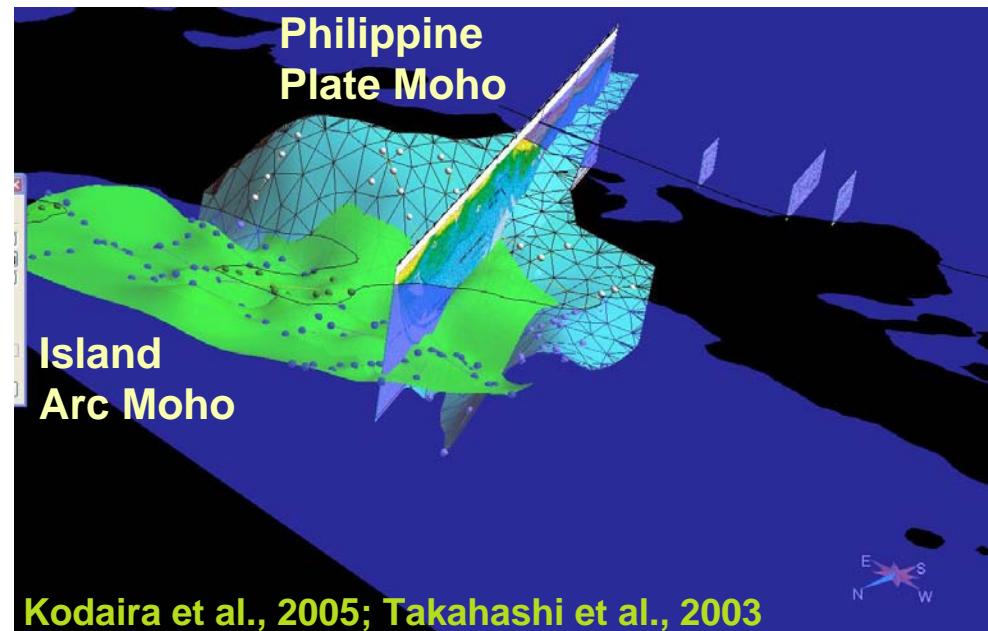 Philippine
Plate Moho
Island
Arc Moho
E
S
N
W
Kodaira et al., 2005; Takahashi et al., 2003